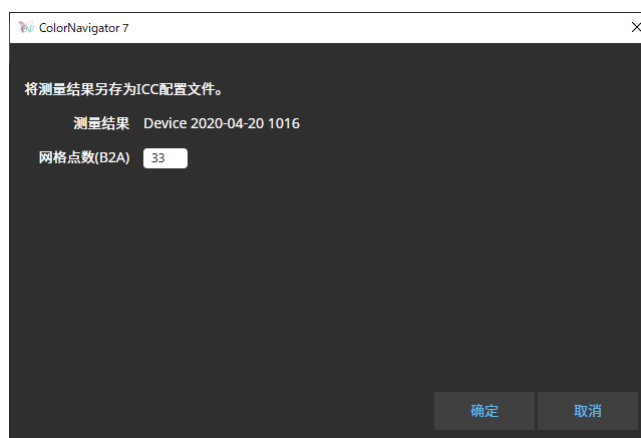 ColorNavigator 7
将测量结果另存为ICC配置文件。
测量结果 Device 2020-04-20 1016
网格点数(B2A) 33
确定 取消